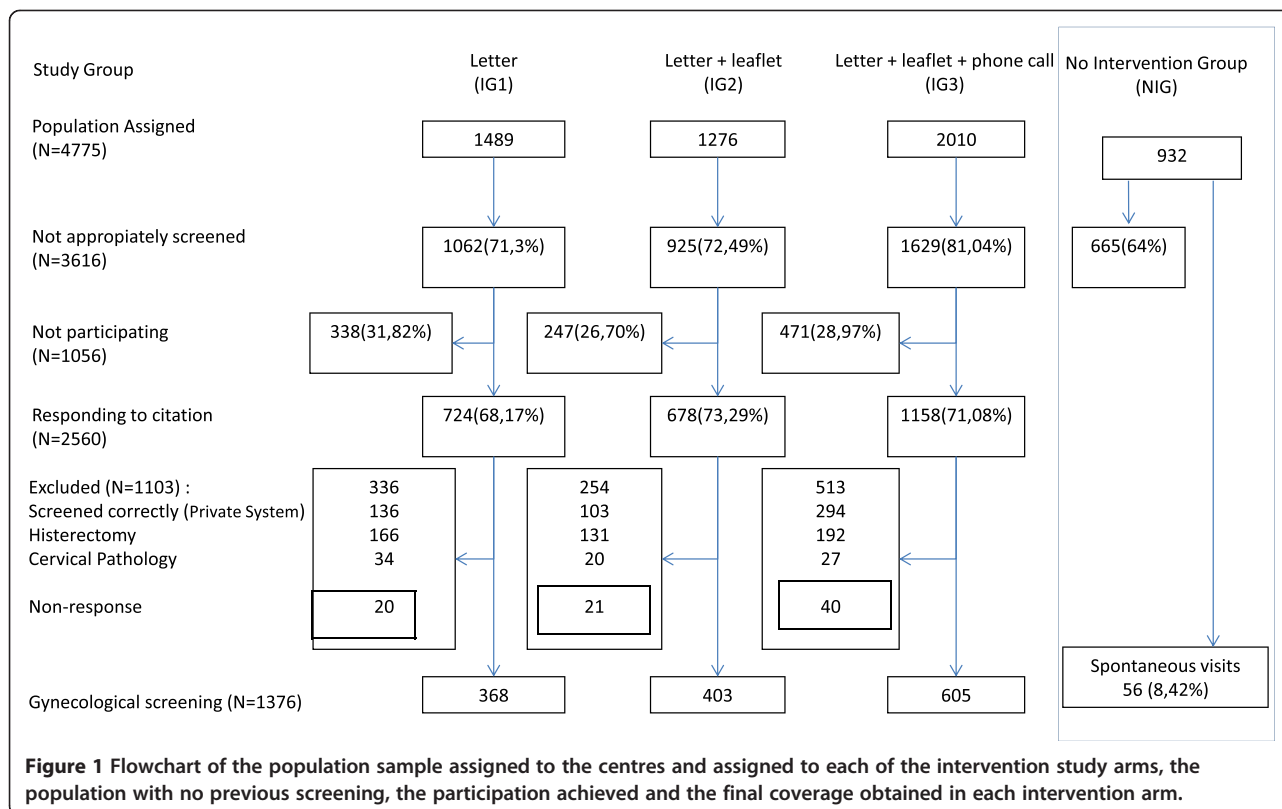 Study Group
Letter
(IG1)
Letter + leaflet
(IG2)
Letter + leaflet + phone call
(IG3)
No Intervention Group
(NIG)
Population Assigned
(N=4775)
1489
1276
2010
932
Not appropiately screened
(N=3616)
1062(71,3%)
925(72,49%)
1629(81,04%)
665(64%)
Not participating
(N=1056)
338(31,82%)
247(26,70%)
471(28,97%)
Responding to citation
(N=2560)
724(68,17%)
678(73,29%)
1158(71,08%)
Excluded (N=1103) :
336
254
513
Screened correctly (Private System)
136
103
294
Histerectomy
166
131
192
Cervical Pathology
34
20
27
Non-response
20
21
40
Spontaneous visits
56 (8,42%)
Gynecological screening (N=1376)
368
403
605
Figure 1 Flowchart of the population sample assigned to the centres and assigned to each of the intervention study arms, the
population with no previous screening, the participation achieved and the final coverage obtained in each intervention arm.